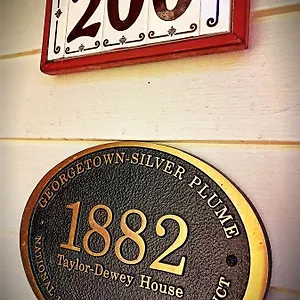 200
GEORGETOWN-SILVER PLUME
1882
Taylor-Dewey House